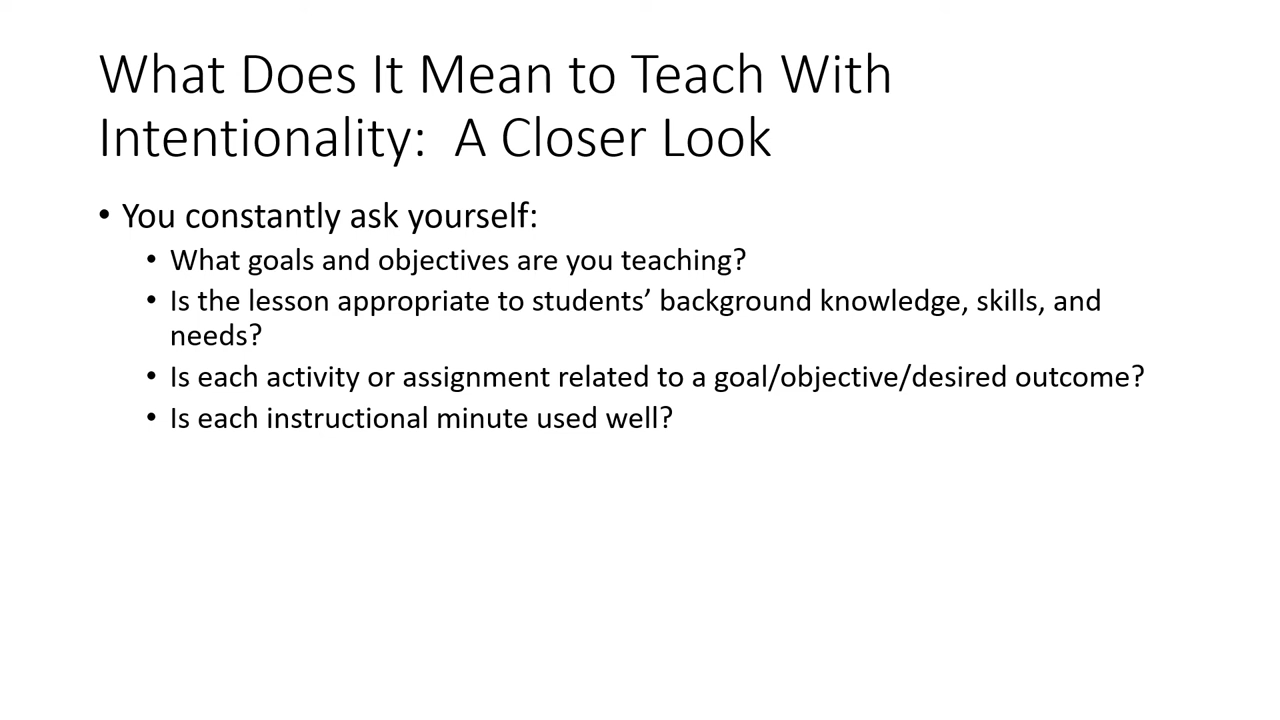 What Does It Mean to Teach With
Intentionality:  A Closer Look
• You constantly ask yourself:
• What goals and objectives are you teaching?
• Is the lesson appropriate to students’ background knowledge, skills, and
needs?
• Is each activity or assignment related to a goal/objective/desired outcome?
• Is each instructional minute used well?